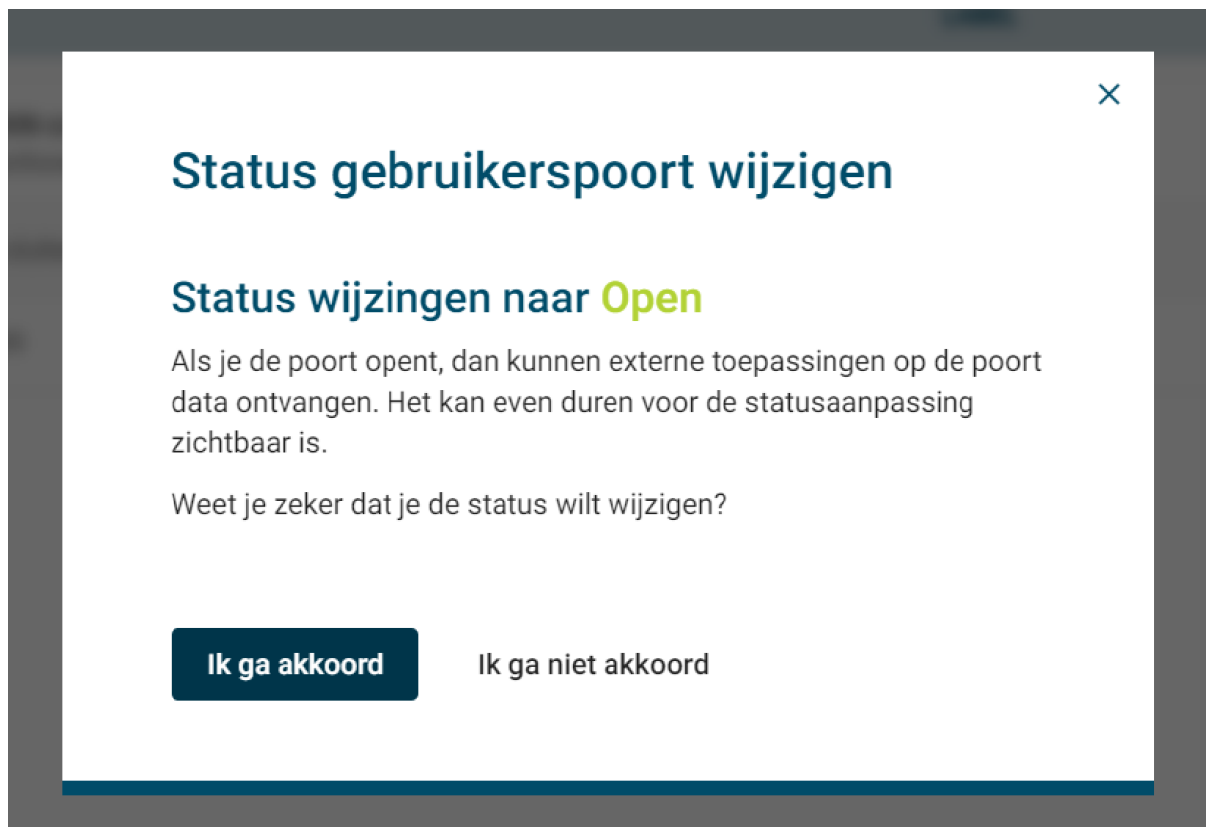 Status gebruikerspoort wijzigen
Status wijzingen naar Open
Als je de poort opent, dan kunnen externe toepassingen op de poort
data ontvangen. Het kan even duren voor de statusaanpassing
zichtbaar is.
Weet je zeker dat je de status wilt wijzigen?
Ik ga akkoord
Ik ga niet akkoord